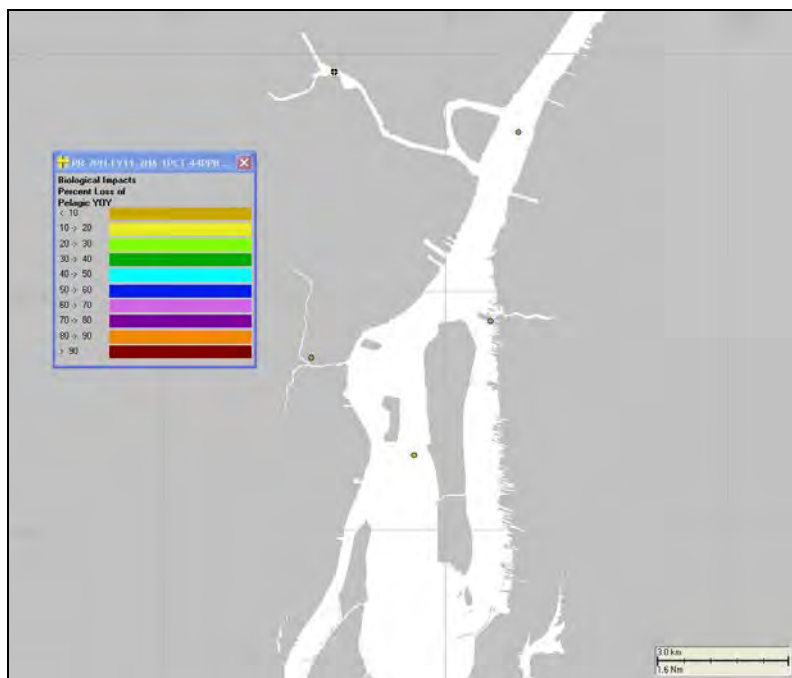 Biological Impacts
Percent Loss of
Pelagic YOY
< 10
10 -> 20
20 -> 30
30 -> 40
40 -> 50
50 -> 60
60 -> 70
70 -> 80
80 -> 90
> 90
3.0 km
1.6 Nm